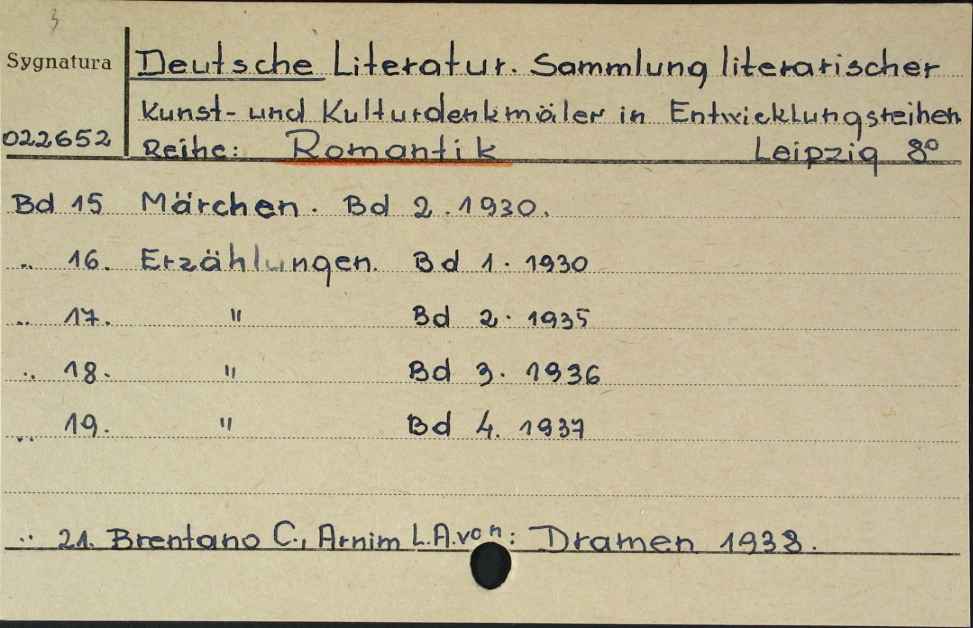 3
Sygnatura Deutsche Literatur. Sammlung literarischer
Kunst- und Kulturdenkmäler in Entwicklungsreihen
022652 Reihe: Romantik Leipzig 8°
Bd 15 Märchen. Bd 2. 1930.
.. 16. Erzählungen. Bd 1. 1930
.. 17. " Bd 2. 1935
.. 18. " Bd 3. 1936
.. 19. " Bd 4. 1937
.. 21. Brentano C., Arnim L.A. von: Dramen 1938.